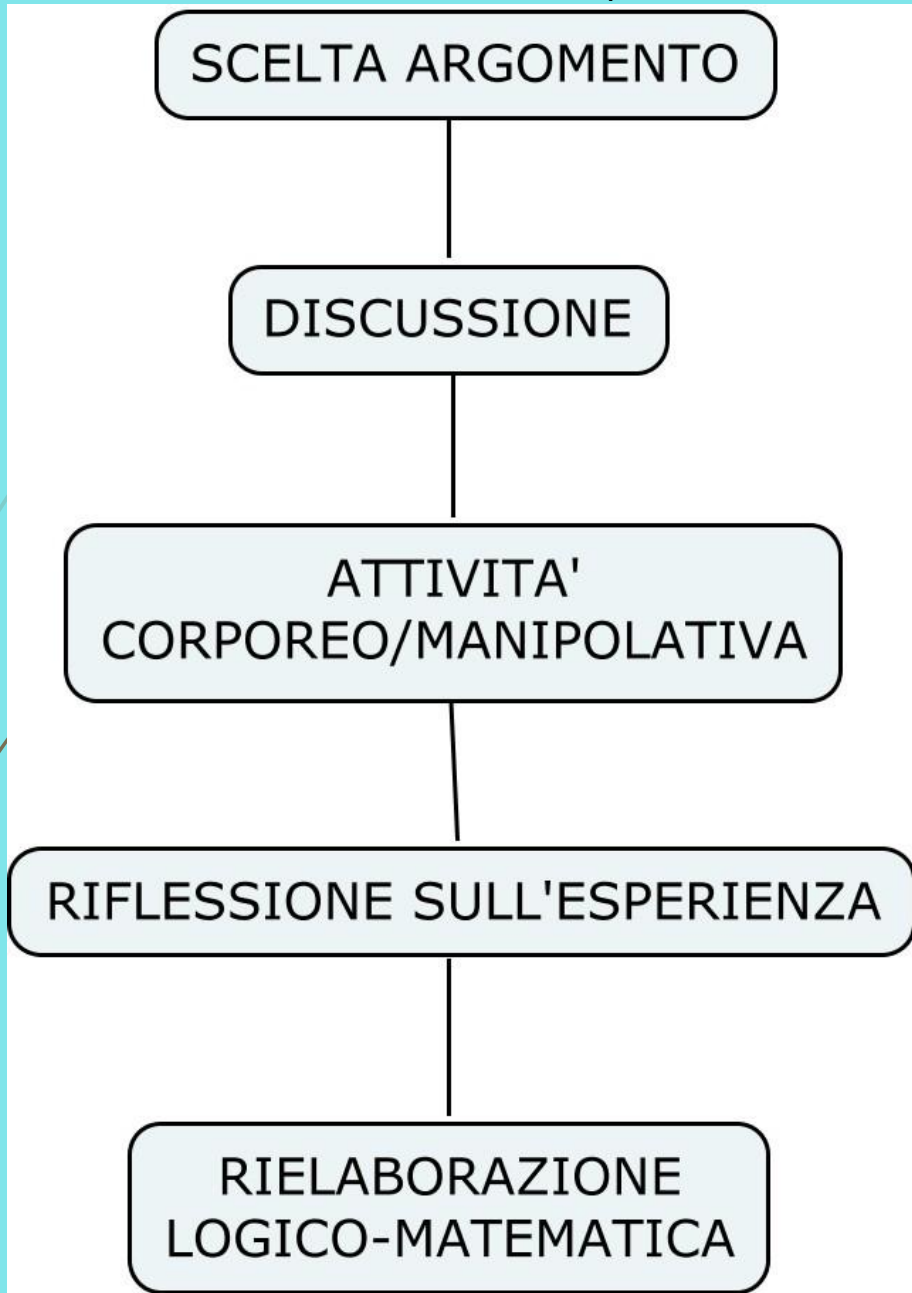 SCELTA ARGOMENTO
DISCUSSIONE
ATTIVITA'
CORPOREO/MANIPOLATIVA
RIFLESSIONE SULL'ESPERIENZA
RIELABORAZIONE
LOGICO-MATEMATICA